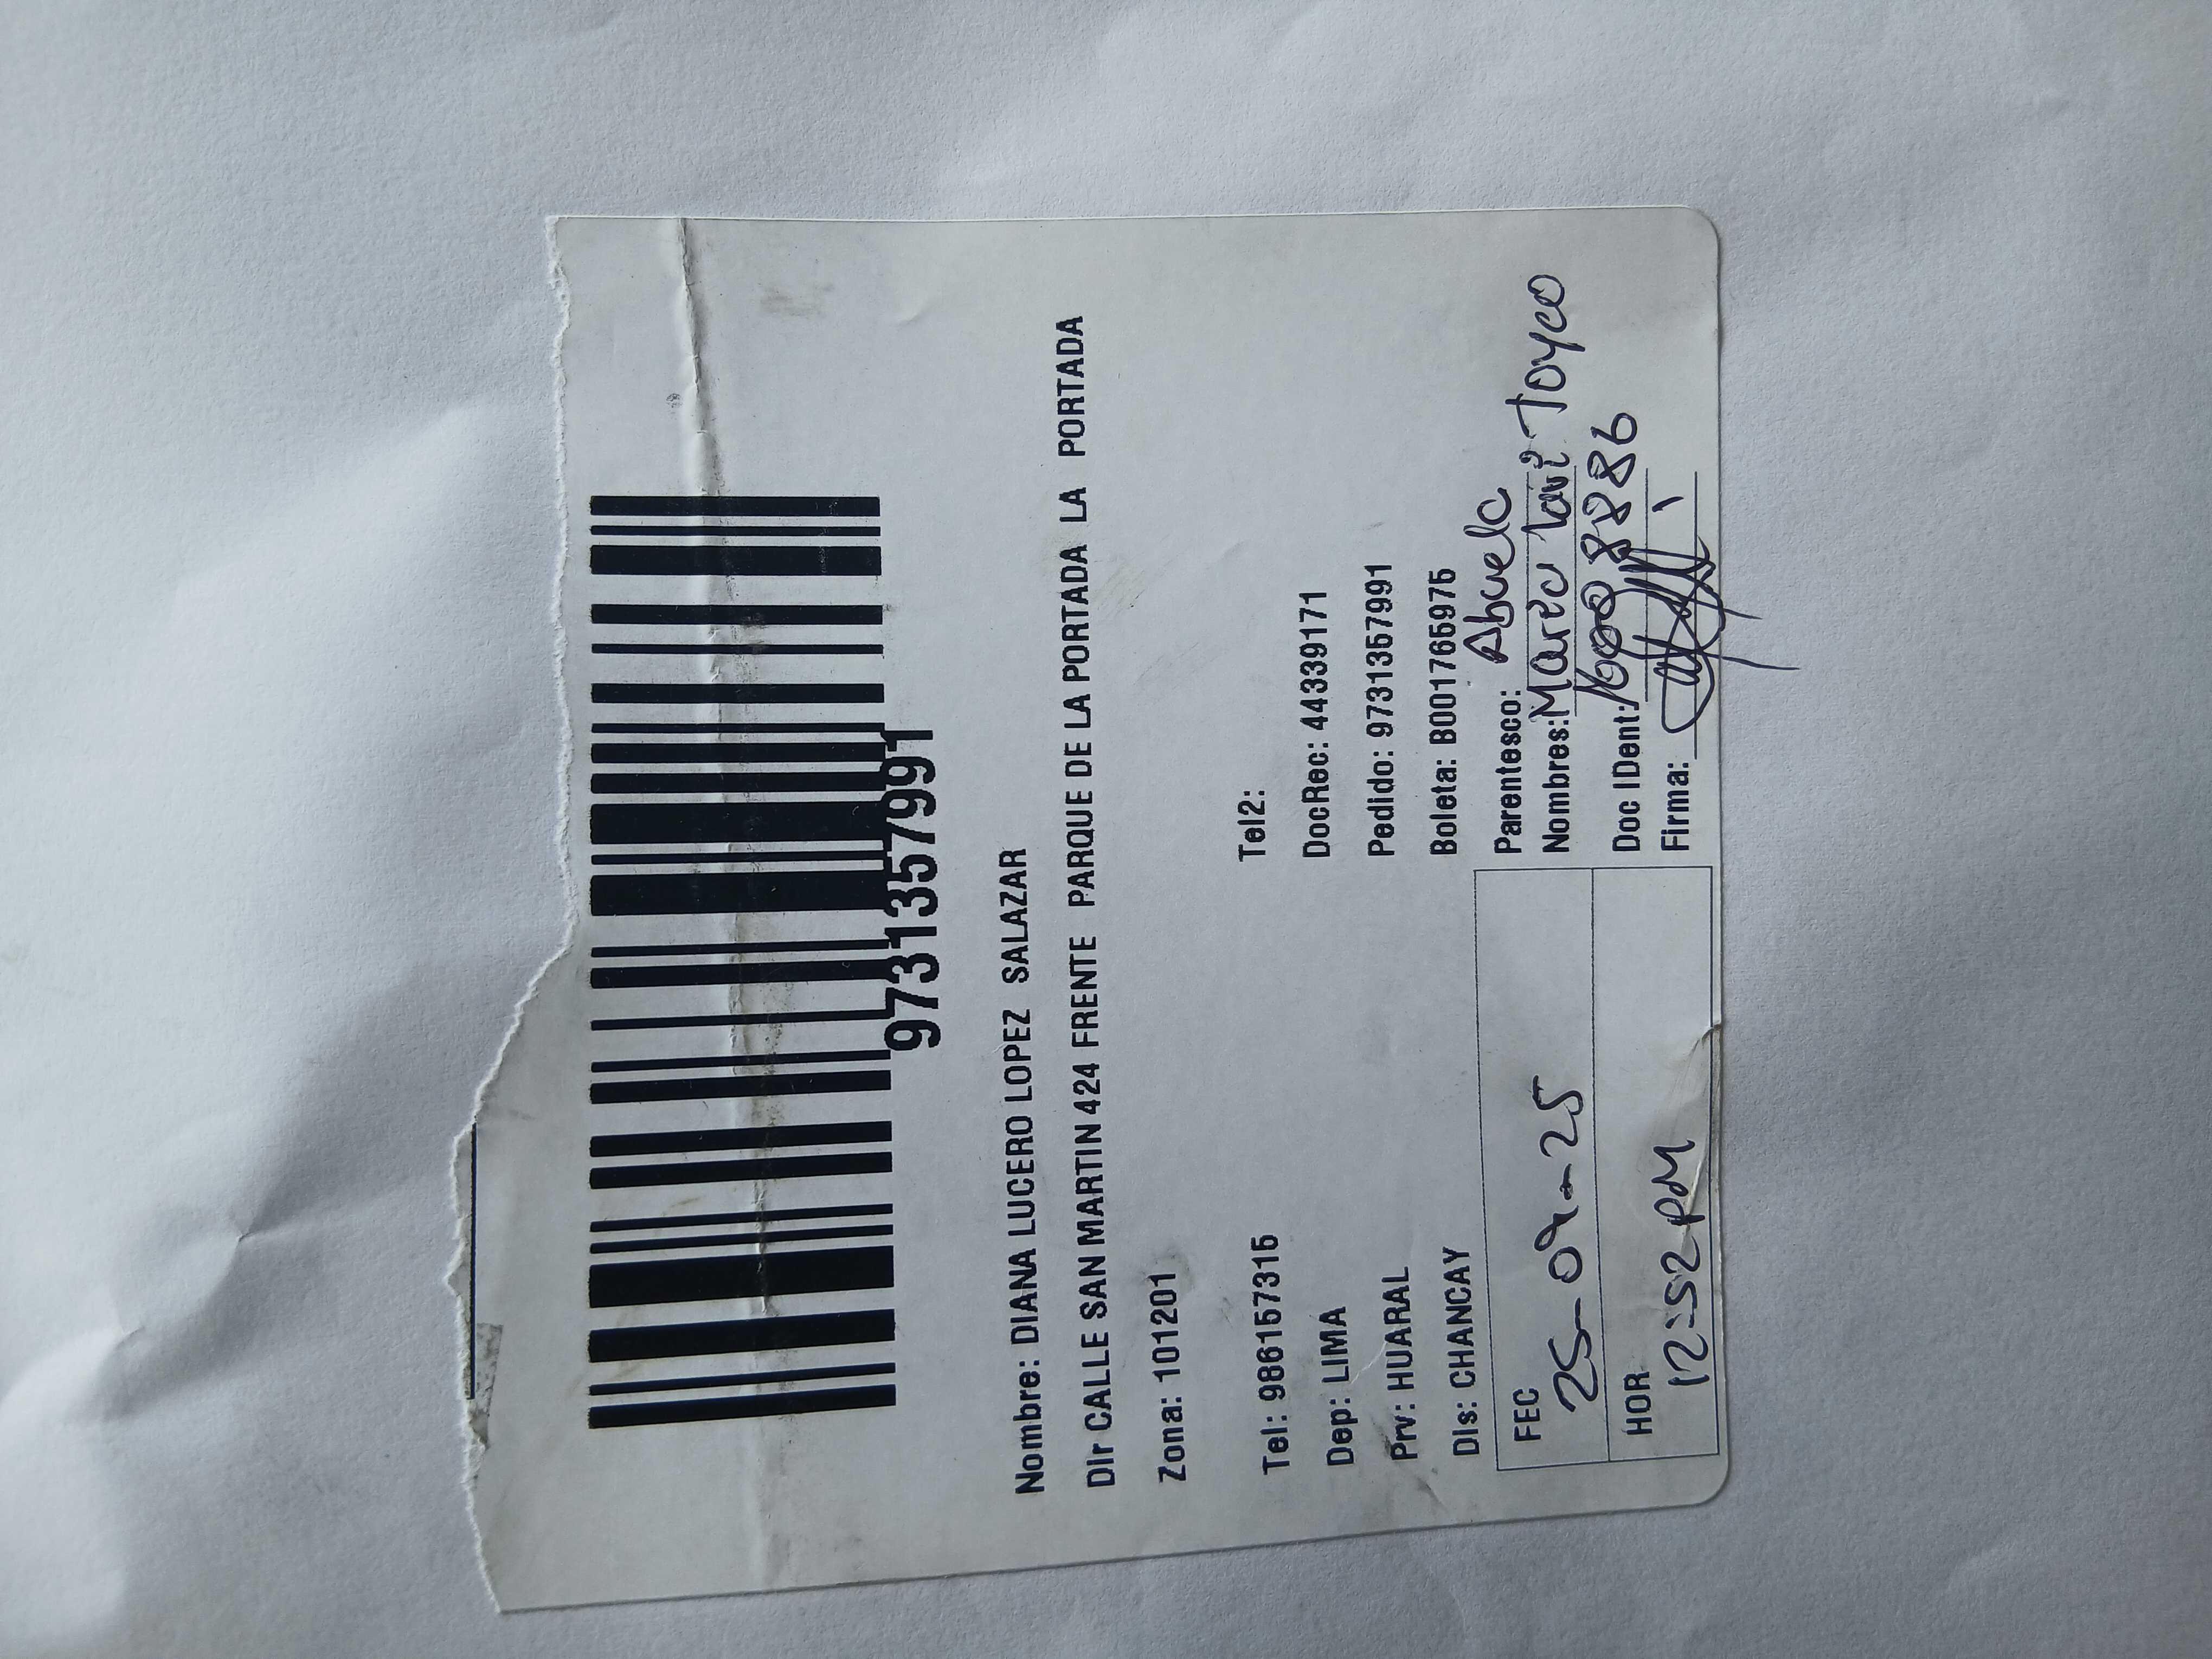 9731357991
Nombre: DIANA LUCERO LOPEZ SALAZAR
DIr CALLE SAN MARTIN 424 FRENTE PARQUE DE LA PORTADA LA PORTADA
Zona: 101201
Tel: 986157315 Tel2:
Dep: LIMA DocRec: 44339171
Prv: HUARAL Pedido: 9731357991
DIs: CHANCAY Boleta: B001765975
Parentesco: Abuelo
FEC 25-09-25 Nombres: Toyco
Doc IDent:
HOR 12:52 PM Firma: